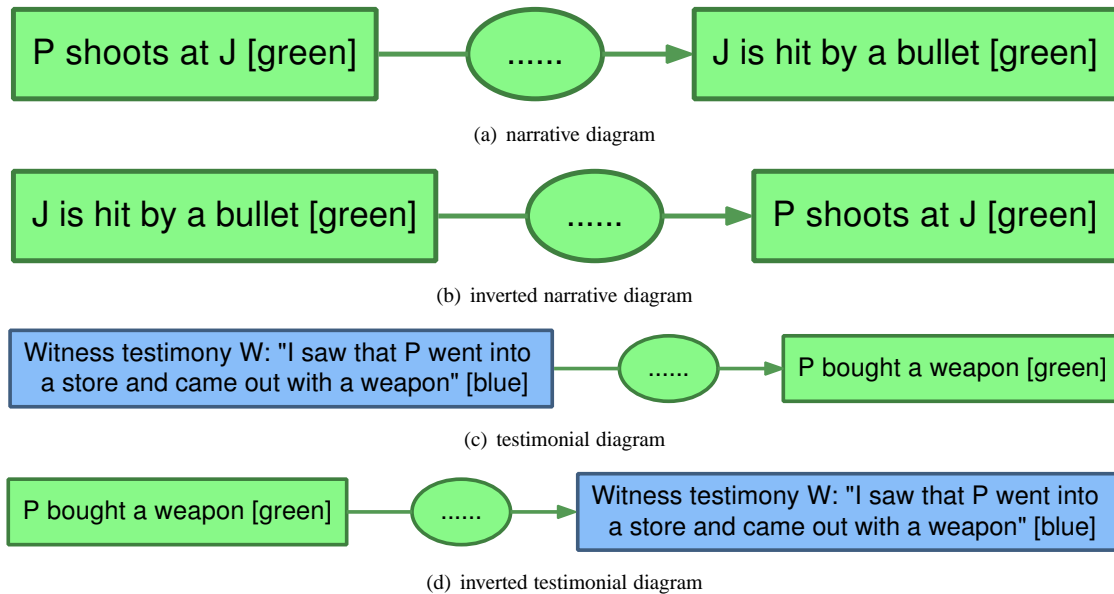 P shoots at J [green]
......
J is hit by a bullet [green]
(a) narrative diagram
J is hit by a bullet [green]
......
P shoots at J [green]
(b) inverted narrative diagram
Witness testimony W: "I saw that P went into
a store and came out with a weapon" [blue]
......
P bought a weapon [green]
(c) testimonial diagram
P bought a weapon [green]
......
Witness testimony W: "I saw that P went into
a store and came out with a weapon" [blue]
(d) inverted testimonial diagram